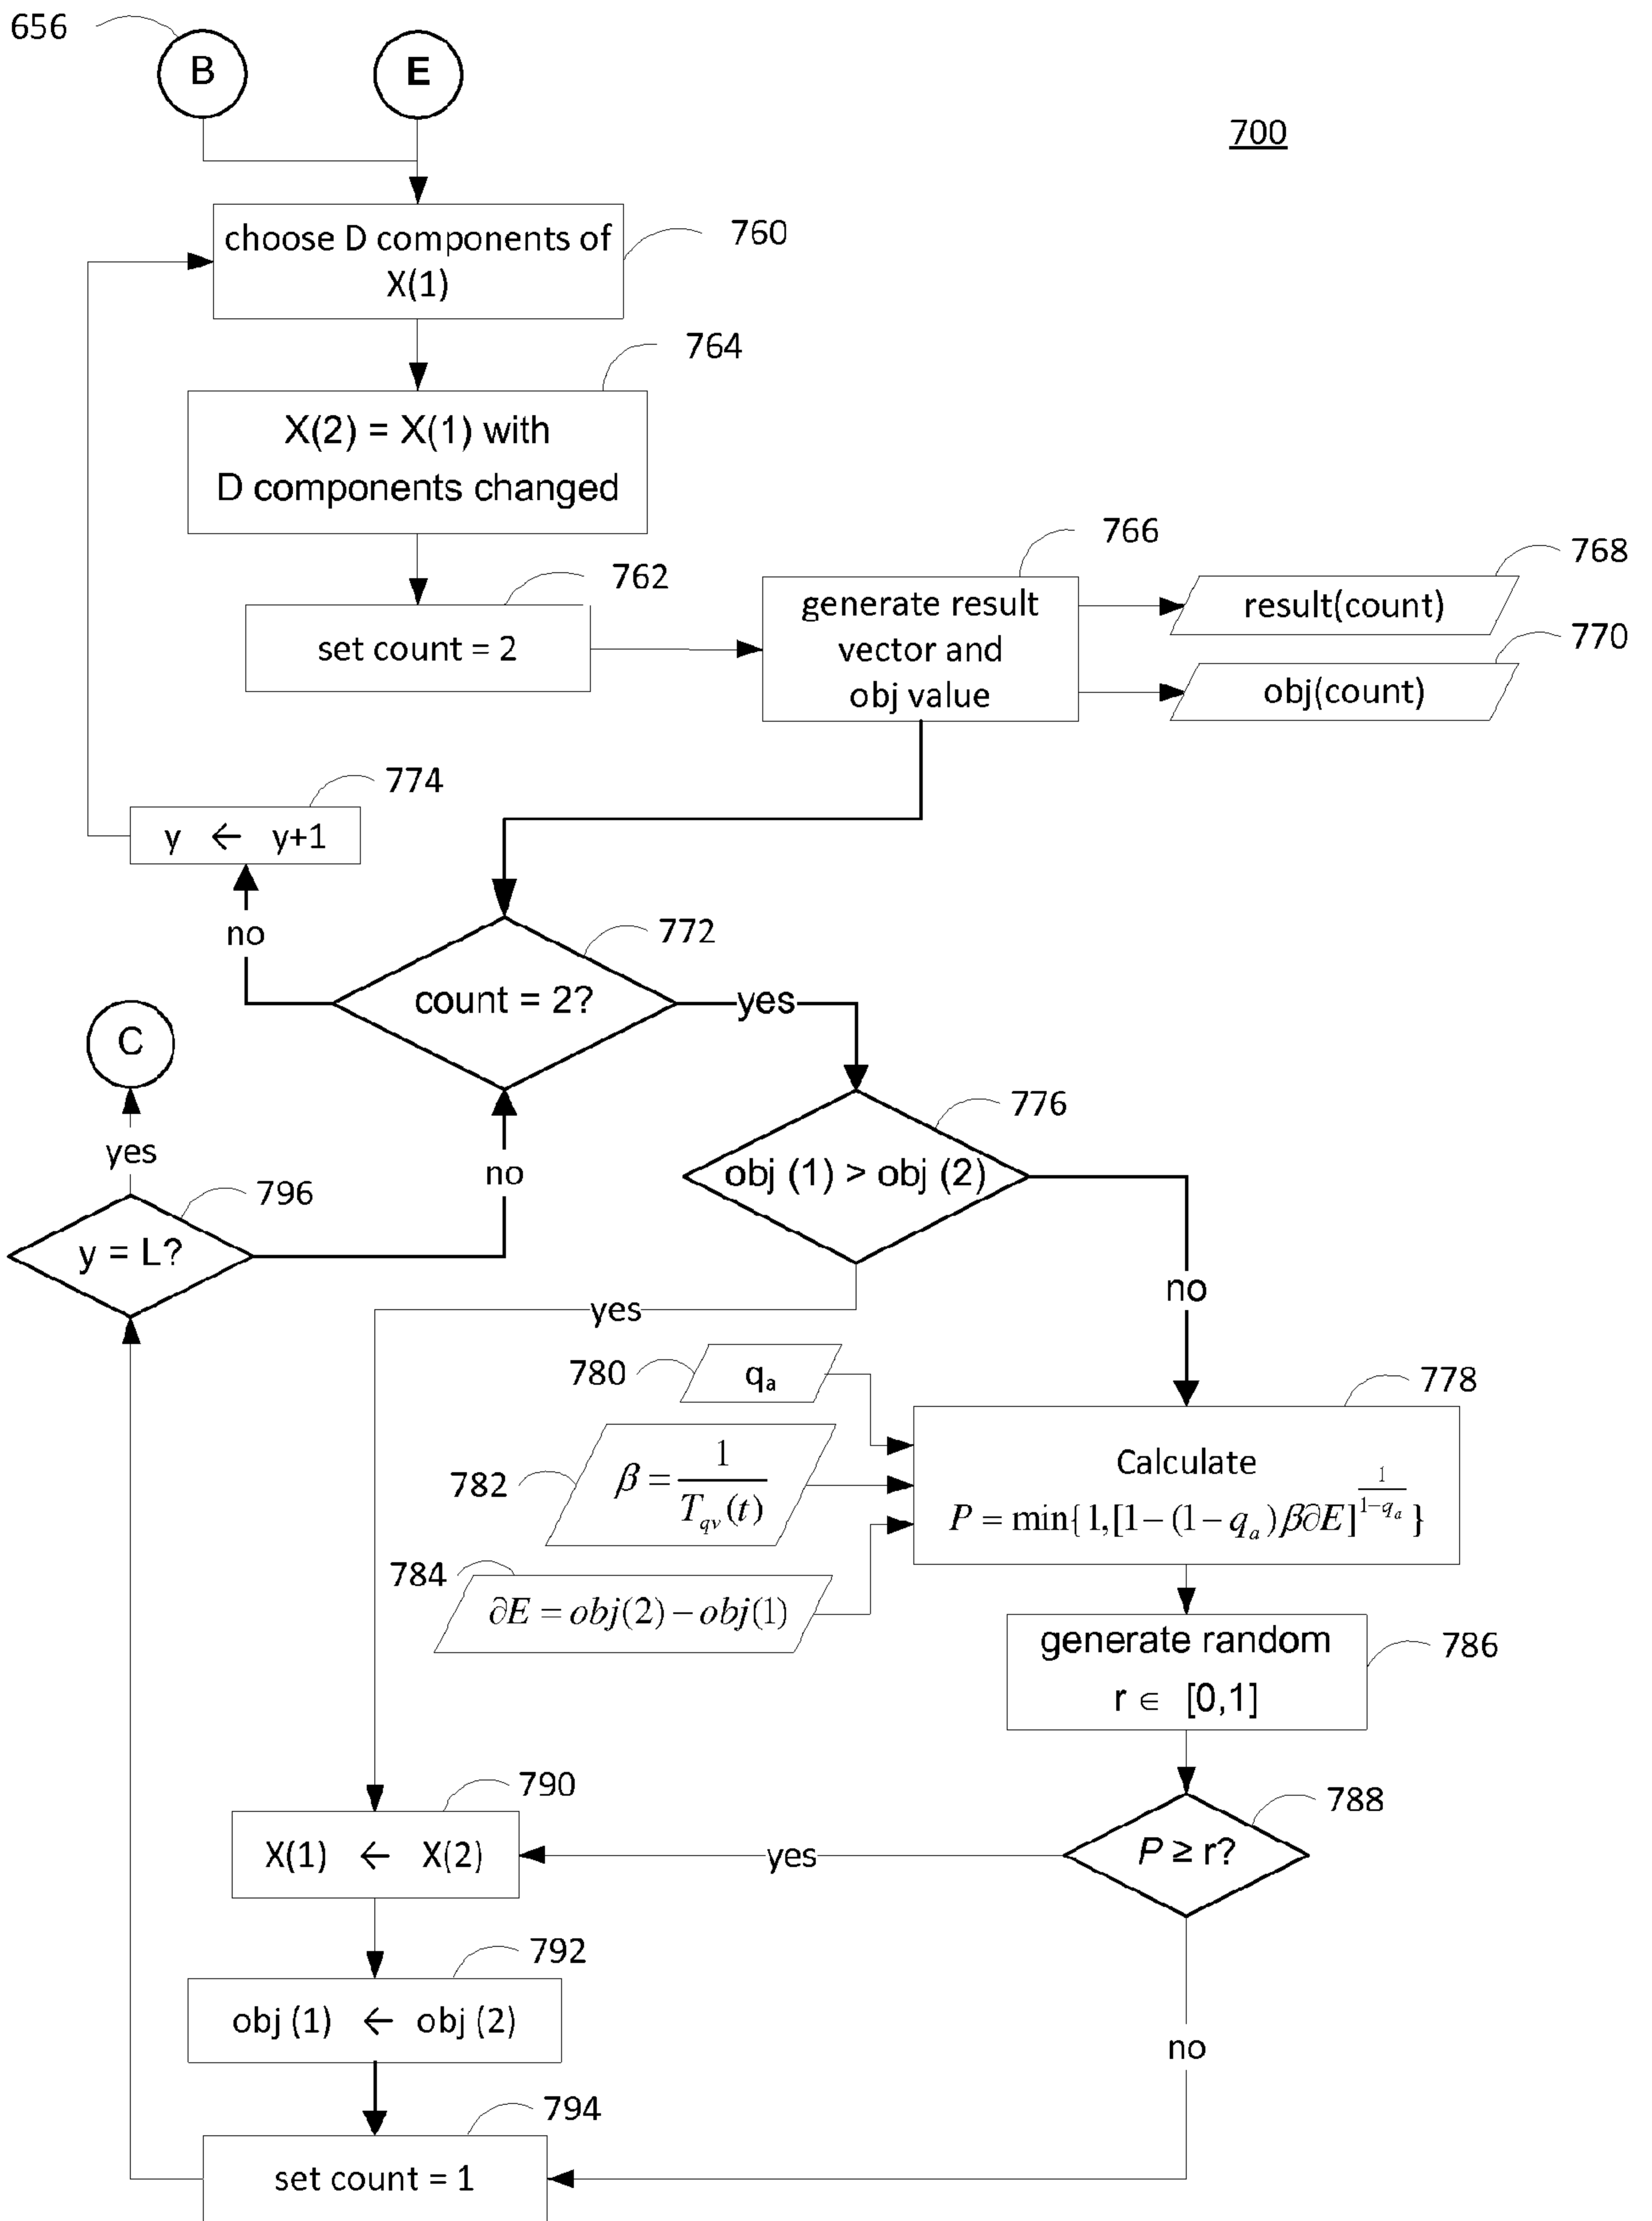 656
B
E
700
choose D components of
X(1)
760
764
X(2) = X(1) with
D components changed
762
set count = 2
766
generate result
vector and
obj value
768
result(count)
770
obj(count)
774
y ← y+1
no
772
count = 2?
yes
C
yes
796
y = L?
no
776
obj (1) > obj (2)
no
yes
780
qₐ
782
β = 1 / T_{qv}(t)
784
∂E = obj(2) − obj(1)
778
Calculate
P = min{1,[1−(1−q_a)β∂E]^{1/(1−q_a)}}
generate random
r ∈ [0,1]
786
790
X(1) ← X(2)
yes
788
P ≥ r?
792
obj (1) ← obj (2)
no
794
set count = 1